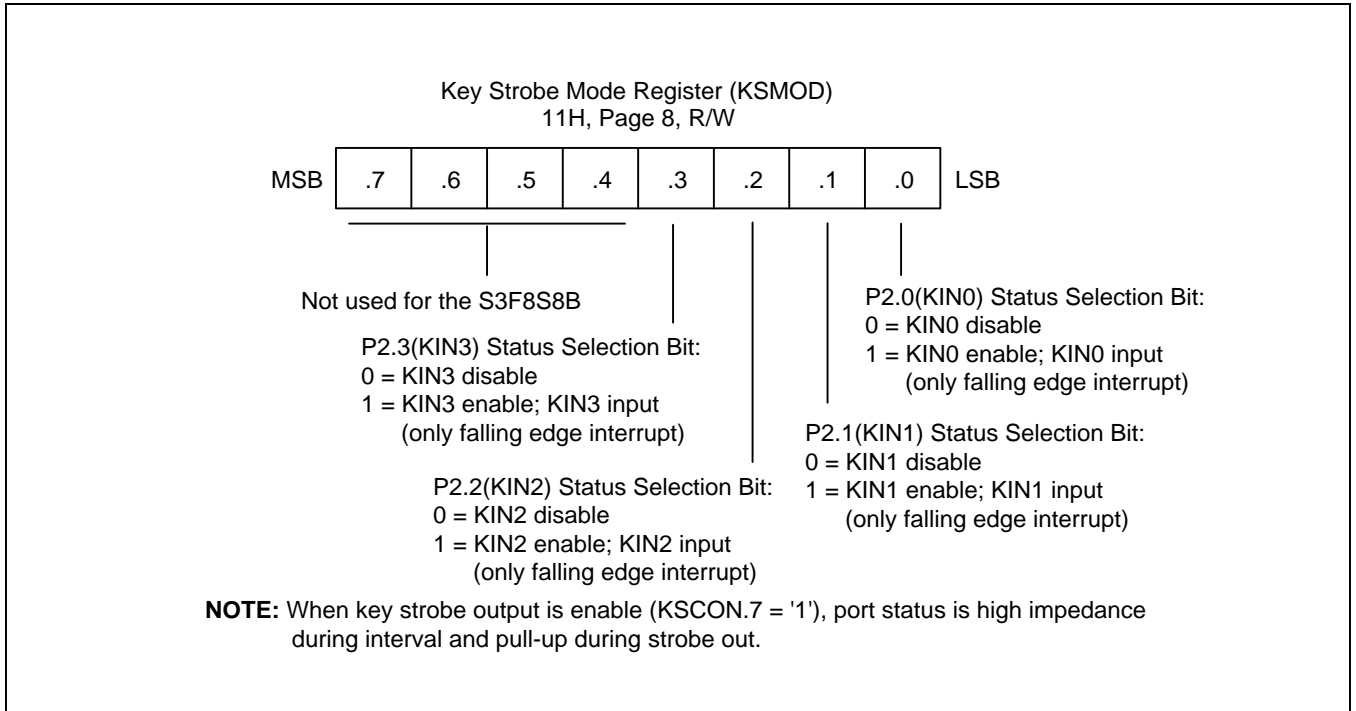 Key Strobe Mode Register (KSMOD)
11H, Page 8, R/W
MSB .7 .6 .5 .4 .3 .2 .1 .0 LSB
Not used for the S3F8S8B
P2.3(KIN3) Status Selection Bit:
0 = KIN3 disable
1 = KIN3 enable; KIN3 input
(only falling edge interrupt)
P2.2(KIN2) Status Selection Bit:
0 = KIN2 disable
1 = KIN2 enable; KIN2 input
(only falling edge interrupt)
P2.0(KIN0) Status Selection Bit:
0 = KIN0 disable
1 = KIN0 enable; KIN0 input
(only falling edge interrupt)
P2.1(KIN1) Status Selection Bit:
0 = KIN1 disable
1 = KIN1 enable; KIN1 input
(only falling edge interrupt)
NOTE: When key strobe output is enable (KSCON.7 = '1'), port status is high impedance
during interval and pull-up during strobe out.